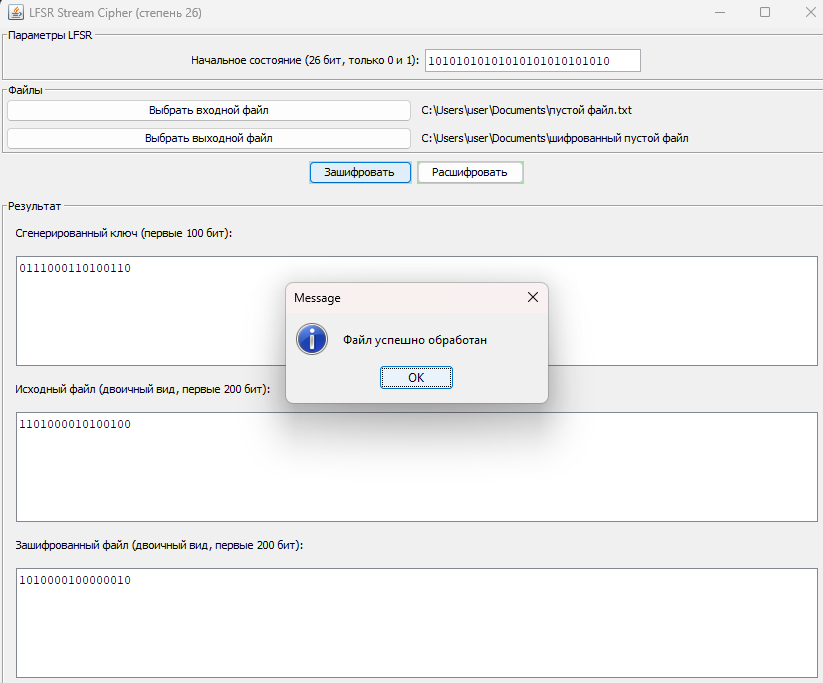 LFSR Stream Cipher (степень 26)
Параметры LFSR
Начальное состояние (26 бит, только 0 и 1): 10101010101010101010101010
Файлы
Выбрать входной файл C:\Users\user\Documents\пустой файл.txt
Выбрать выходной файл C:\Users\user\Documents\шифрованный пустой файл
Зашифровать Расшифровать
Результат
Сгенерированный ключ (первые 100 бит):
0111000110100110
Message
Файл успешно обработан
OK
Исходный файл (двоичный вид, первые 200 бит):
1101000010100100
Зашифрованный файл (двоичный вид, первые 200 бит):
1010000100000010